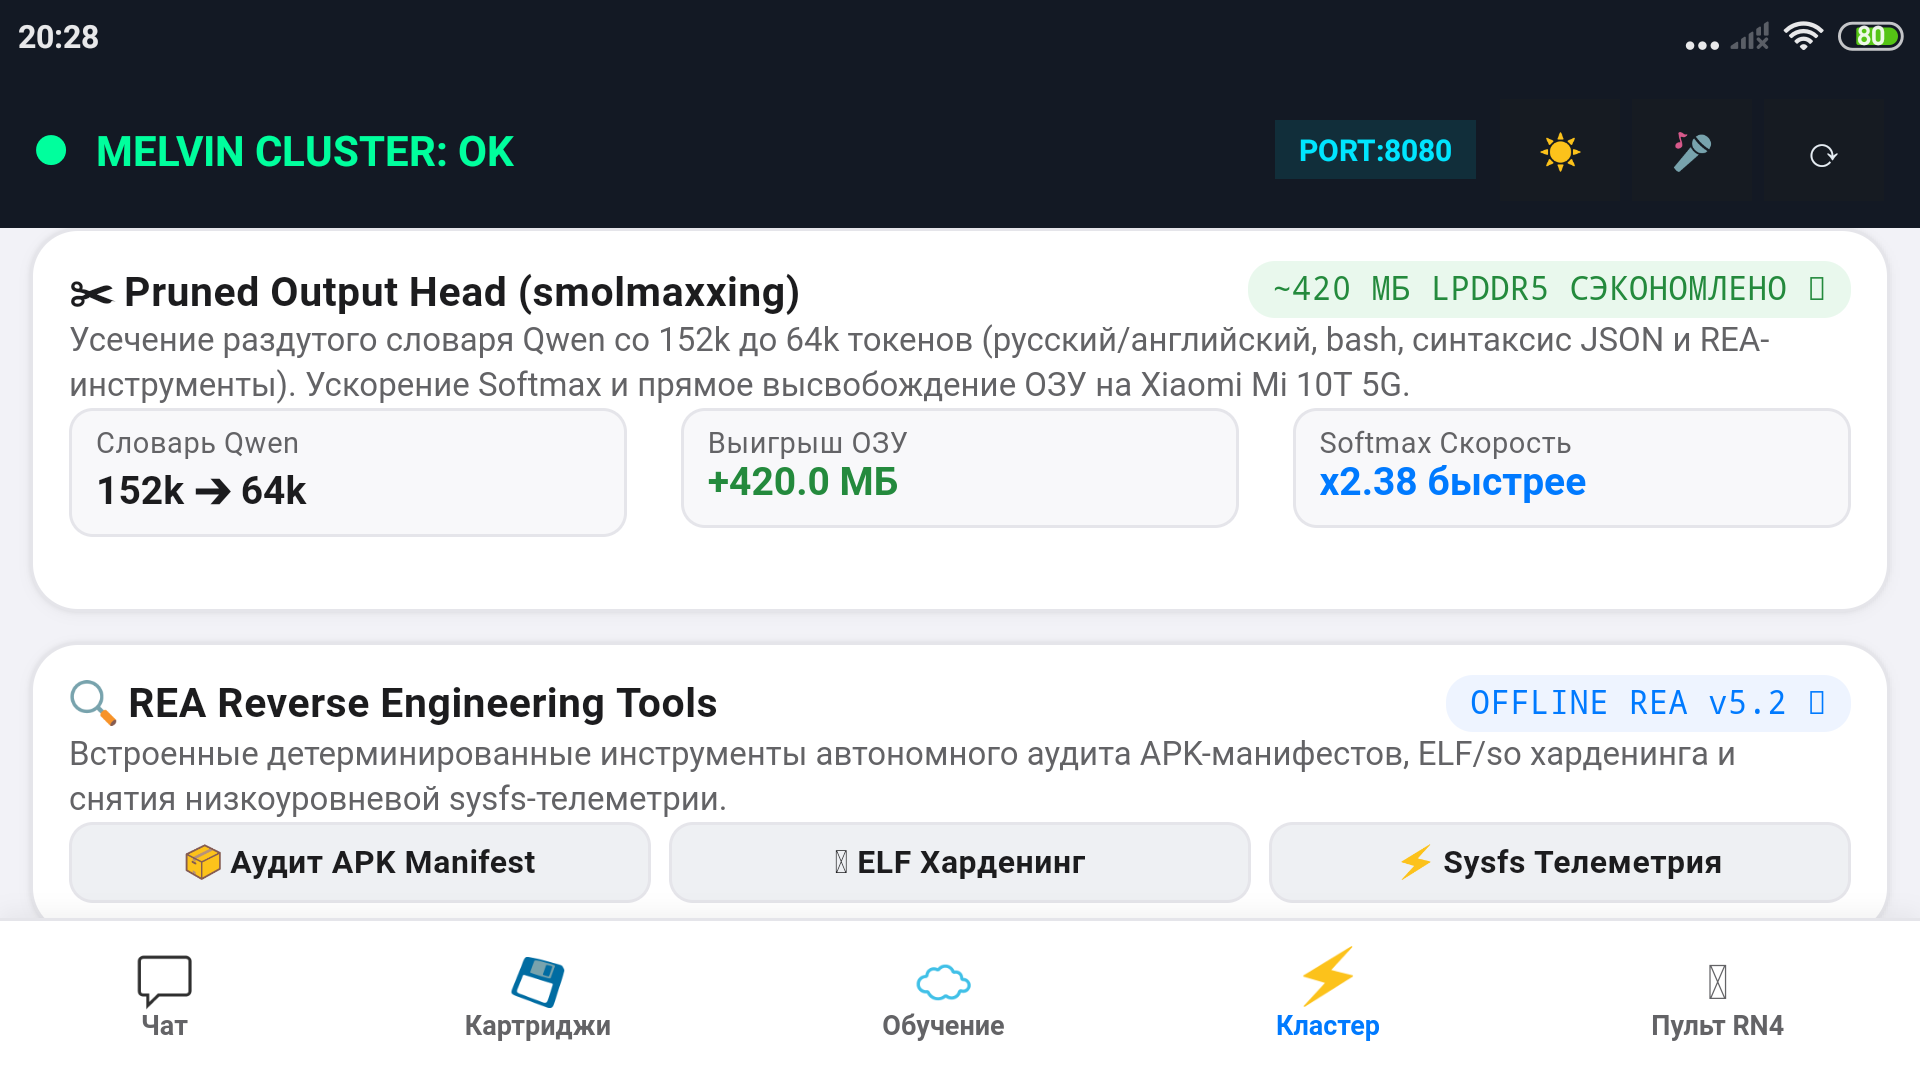 20:28
80
MELVIN CLUSTER: OK
PORT:8080
✂ Pruned Output Head (smolmaxxing)
~420 МБ LPDDR5 СЭКОНОМЛЕНО
Усечение раздутого словаря Qwen со 152k до 64k токенов (русский/английский, bash, синтаксис JSON и REA-
инструменты). Ускорение Softmax и прямое высвобождение ОЗУ на Xiaomi Mi 10T 5G.
Словарь Qwen
152k ➔ 64k
Выигрыш ОЗУ
+420.0 МБ
Softmax Скорость
x2.38 быстрее
🔍 REA Reverse Engineering Tools
OFFLINE REA v5.2
Встроенные детерминированные инструменты автономного аудита APK-манифестов, ELF/so харденинга и
снятия низкоуровневой sysfs-телеметрии.
📦 Аудит APK Manifest
ELF Харденинг
⚡ Sysfs Телеметрия
Чат
Картриджи
Обучение
Кластер
Пульт RN4